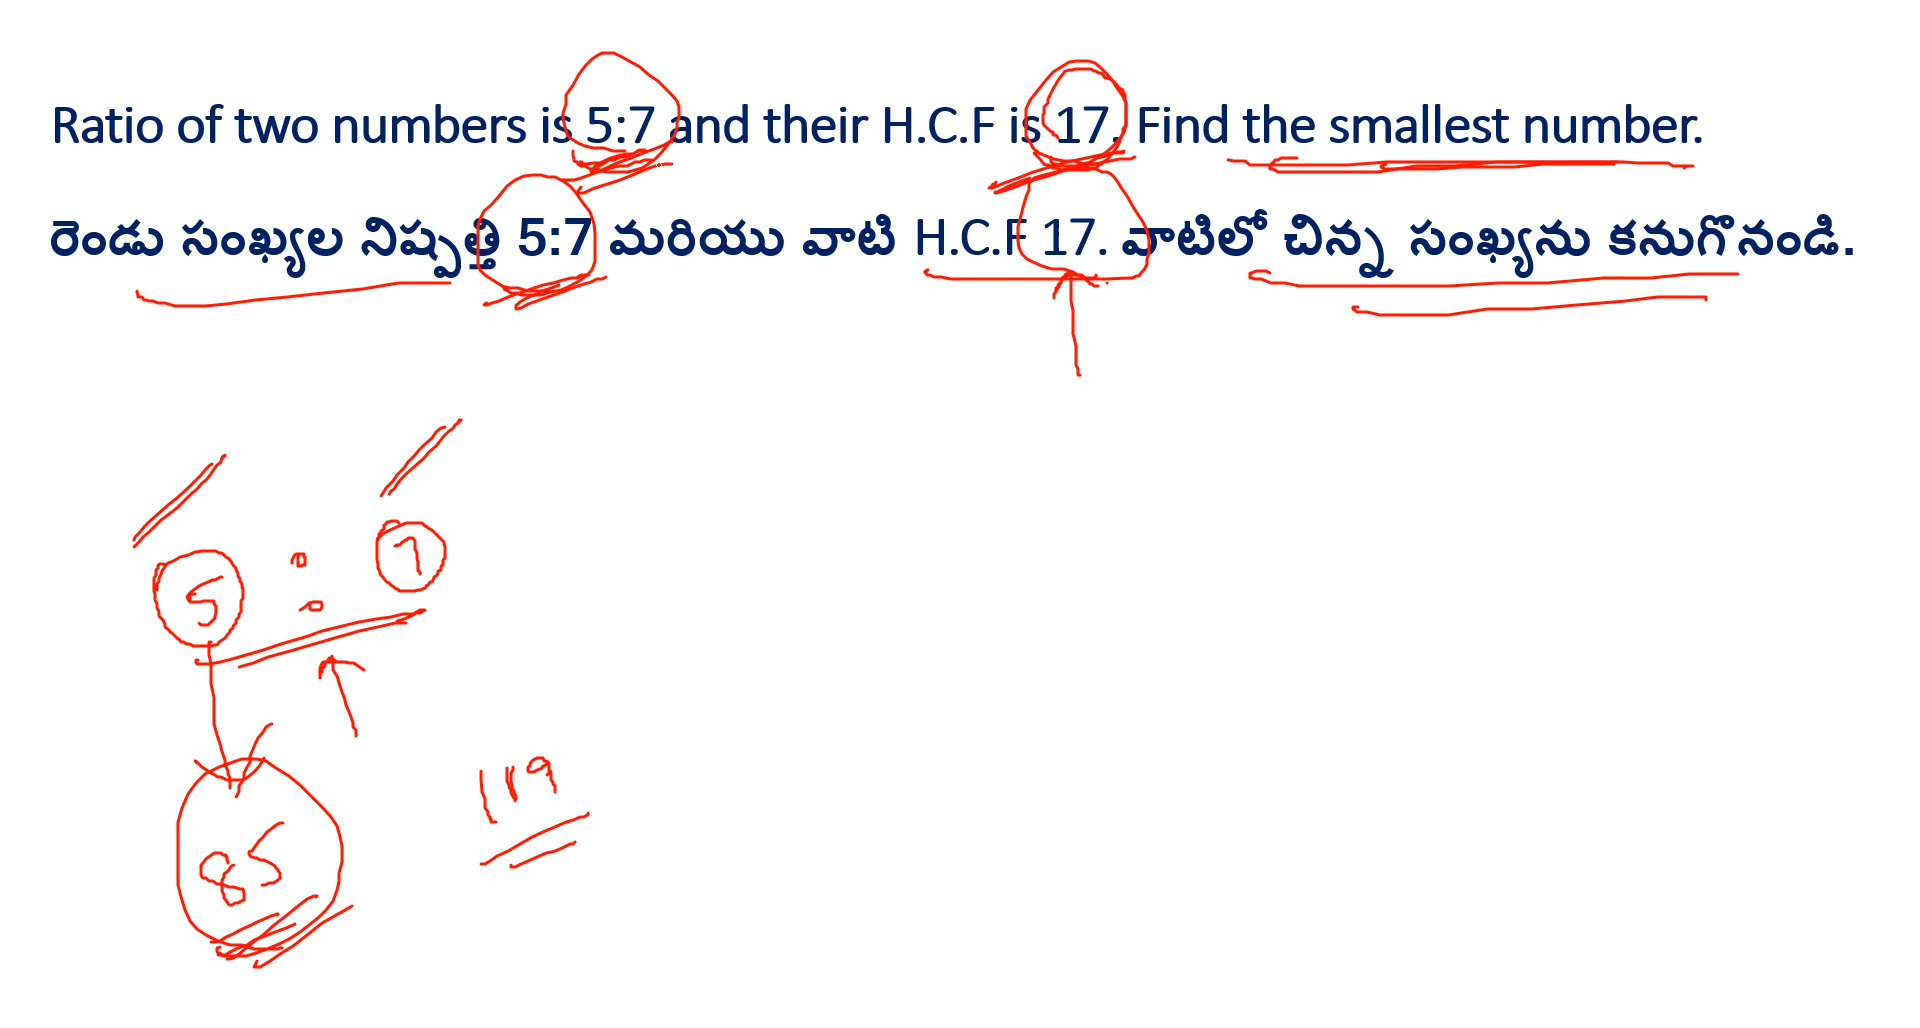 Ratio of two numbers is 5:7 and their H.C.F is 17. Find the smallest number.
రెండు సంఖ్యల నిష్పత్తి 5:7 మరియు వాటి H.C.F 17. వాటిలో చిన్న సంఖ్యను కనుగొనండి.
5 : 7
85 119